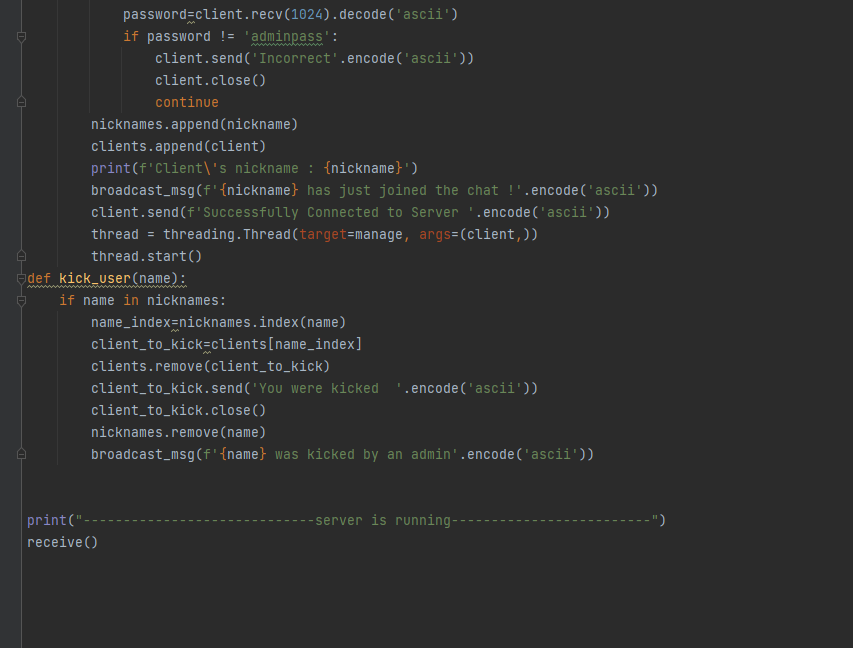 password=client.recv(1024).decode('ascii')
            if password != 'adminpass':
                client.send('Incorrect'.encode('ascii'))
                client.close()
                continue
        nicknames.append(nickname)
        clients.append(client)
        print(f'Client\'s nickname : {nickname}')
        broadcast_msg(f'{nickname} has just joined the chat !'.encode('ascii'))
        client.send(f'Successfully Connected to Server '.encode('ascii'))
        thread = threading.Thread(target=manage, args=(client,))
        thread.start()
def kick_user(name):
    if name in nicknames:
        name_index=nicknames.index(name)
        client_to_kick=clients[name_index]
        clients.remove(client_to_kick)
        client_to_kick.send('You were kicked  '.encode('ascii'))
        client_to_kick.close()
        nicknames.remove(name)
        broadcast_msg(f'{name} was kicked by an admin'.encode('ascii'))
print("-----------------------------server is running-------------------------")
receive()